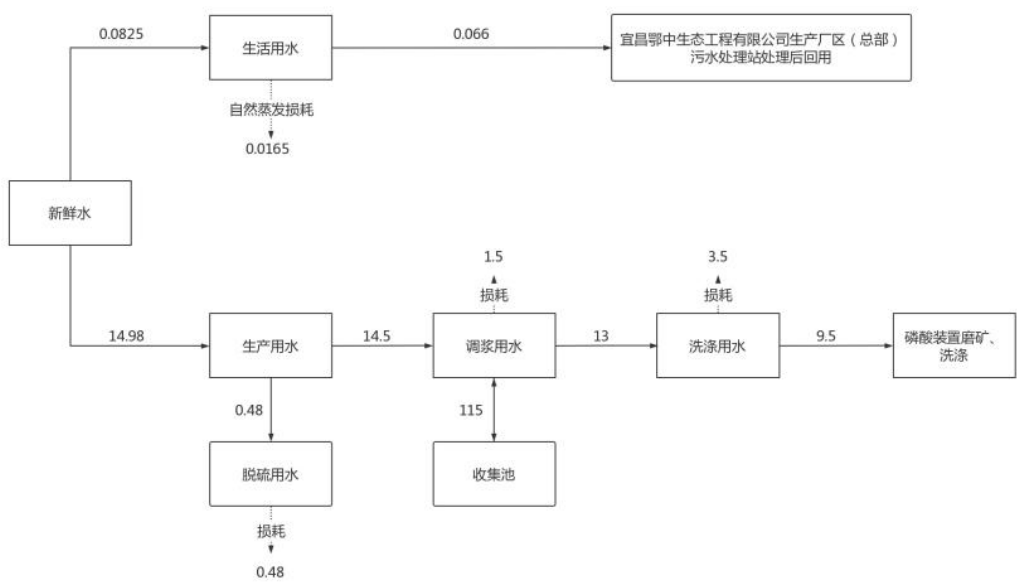 0.0825
生活用水
0.066
宜昌鄂中生态工程有限公司生产厂区（总部）
污水处理站处理后回用
自然蒸发损耗
0.0165
新鲜水
1.5
3.5
损耗
损耗
14.98
生产用水
14.5
调浆用水
13
洗涤用水
9.5
磷酸装置磨矿、
洗涤
0.48
115
脱硫用水
收集池
损耗
0.48